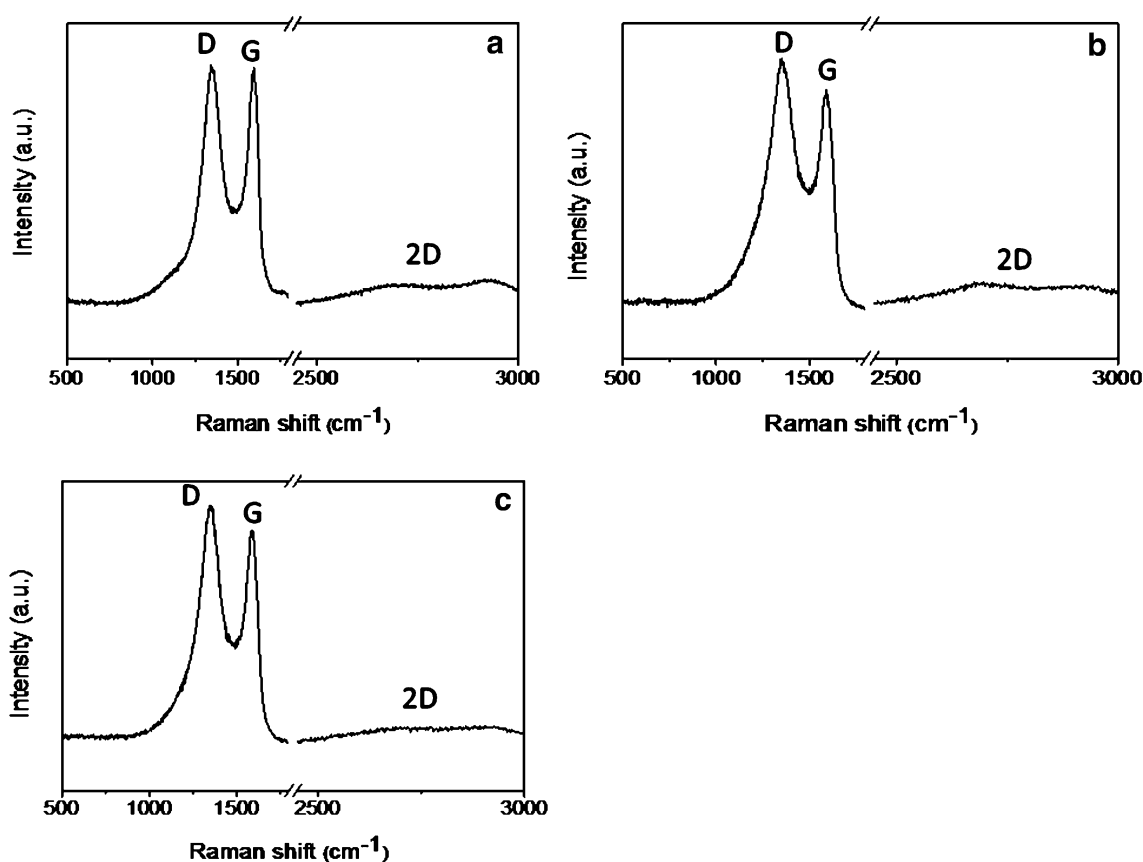 a
D
G
2D
Intensity (a.u.)
500 1000 1500 2500 3000
Raman shift (cm⁻¹)
b
D
G
2D
Intensity (a.u.)
500 1000 1500 2500 3000
Raman shift (cm⁻¹)
c
D
G
2D
Intensity (a.u.)
500 1000 1500 2500 3000
Raman shift (cm⁻¹)